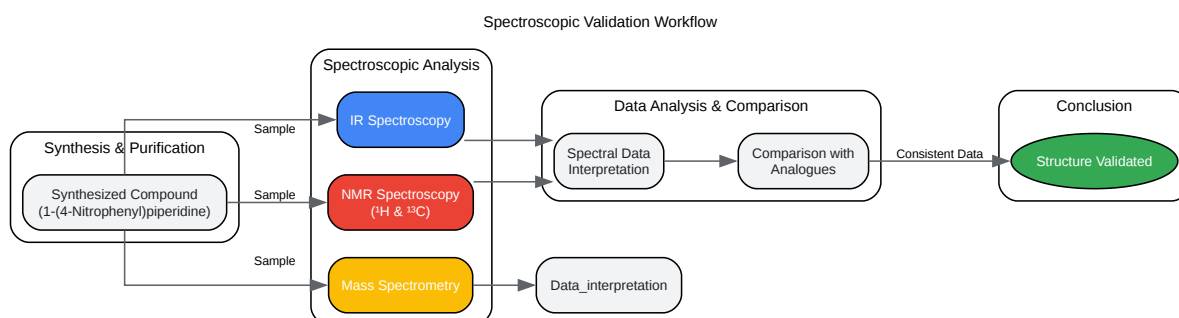 Spectroscopic Validation Workflow
Synthesis & Purification
Synthesized Compound
(1-(4-Nitrophenyl)piperidine)
Sample
Sample
Sample
Spectroscopic Analysis
IR Spectroscopy
NMR Spectroscopy
(¹H & ¹³C)
Mass Spectrometry
Data Analysis & Comparison
Spectral Data
Interpretation
Comparison with
Analogues
Data_interpretation
Consistent Data
Conclusion
Structure Validated